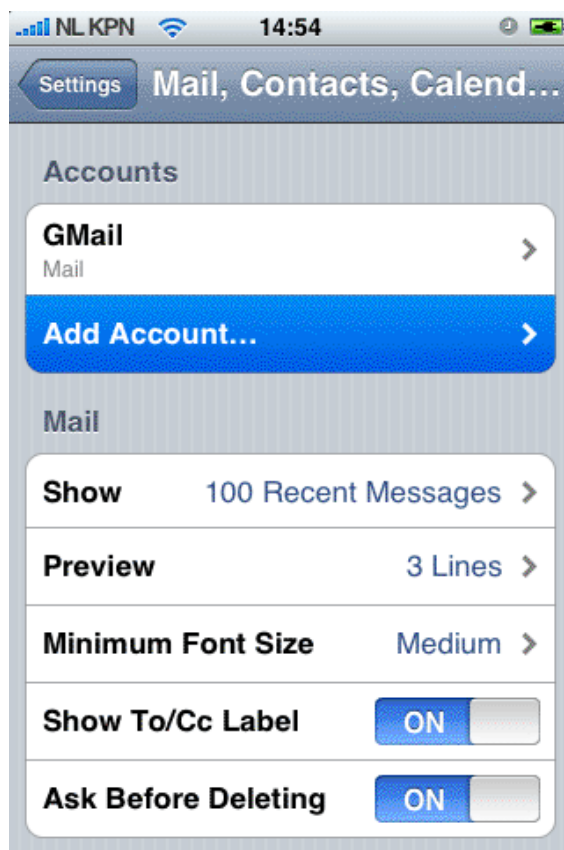 NL KPN 14:54
Settings Mail, Contacts, Calend...
Accounts
GMail
Mail
Add Account...
Mail
Show 100 Recent Messages
Preview 3 Lines
Minimum Font Size Medium
Show To/Cc Label ON
Ask Before Deleting ON